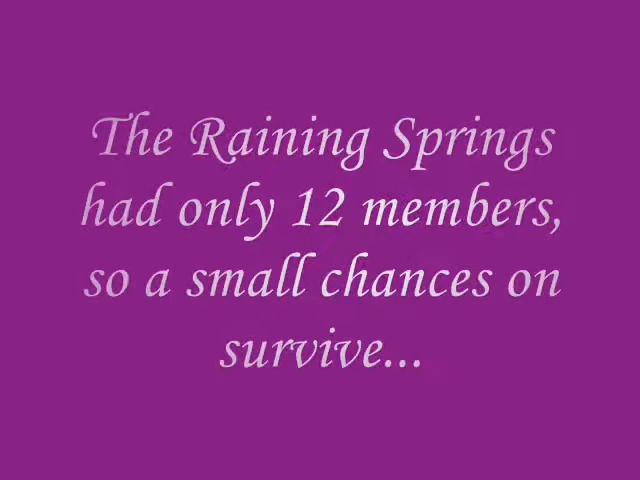 The Raining Springs
had only 12 members,
so a small chances on
survive...